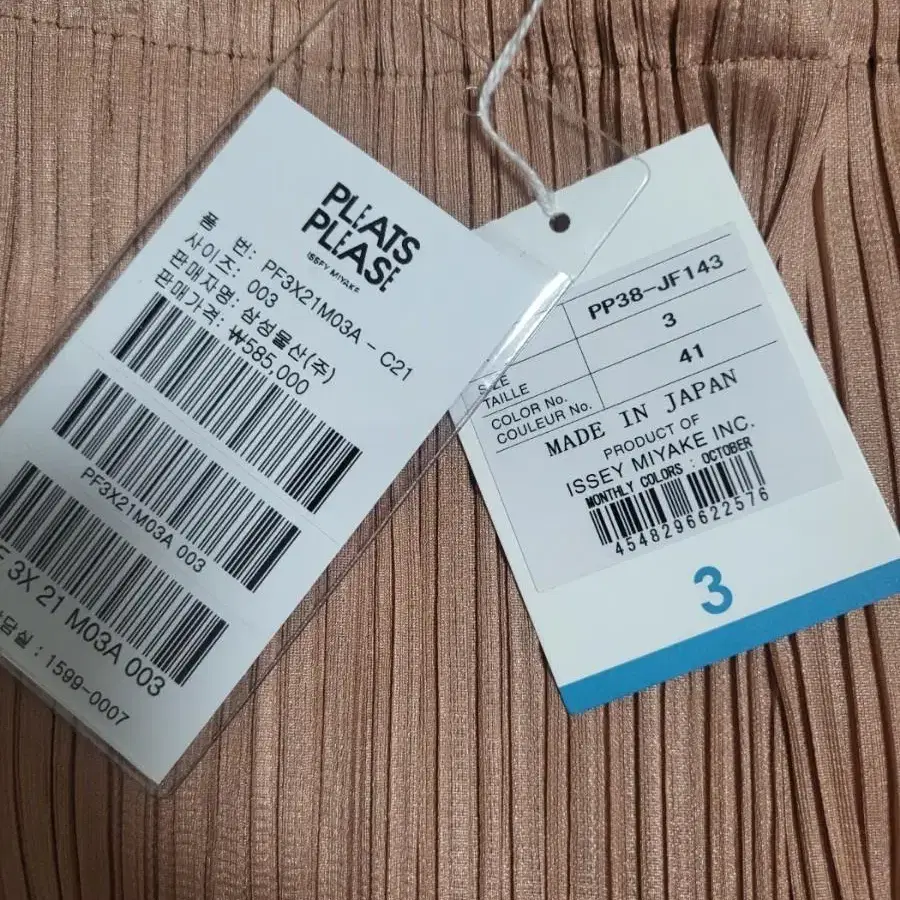 PLEATS
PLEASE
ISSEY MIYAKE
품 번: PF3X21M03A - C21
사이즈: 003
판매자명: 삼성물산(주)
판매가격: ₩585,000
PF3X21M03A 003
3X 21 M03A 003
담실 : 1599-0007
PP38-JF143
SIZE
TAILLE
3
COLOR No.
COULEUR No.
41
MADE IN JAPAN
PRODUCT OF
ISSEY MIYAKE INC.
MONTHLY COLORS : OCTOBER
4548296622576
3